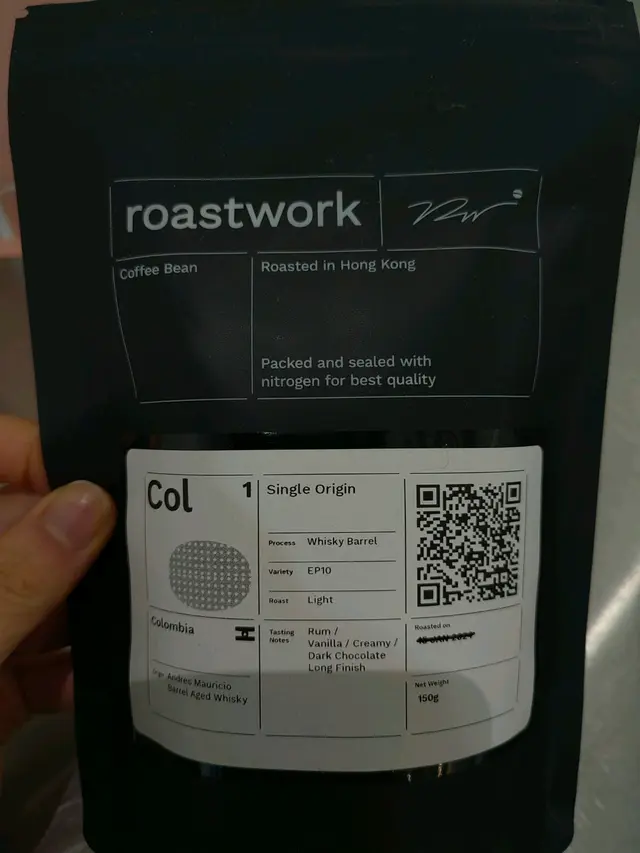 roastwork
Coffee Bean
Roasted in Hong Kong
Packed and sealed with
nitrogen for best quality
Col 1
Single Origin
Process Whisky Barrel
Variety EP10
Roast Light
Colombia
Andres Mauricio
Barrel Aged Whisky
Tasting
Notes
Rum /
Vanilla / Creamy /
Dark Chocolate
Long Finish
Roasted on
Net Weight
150g